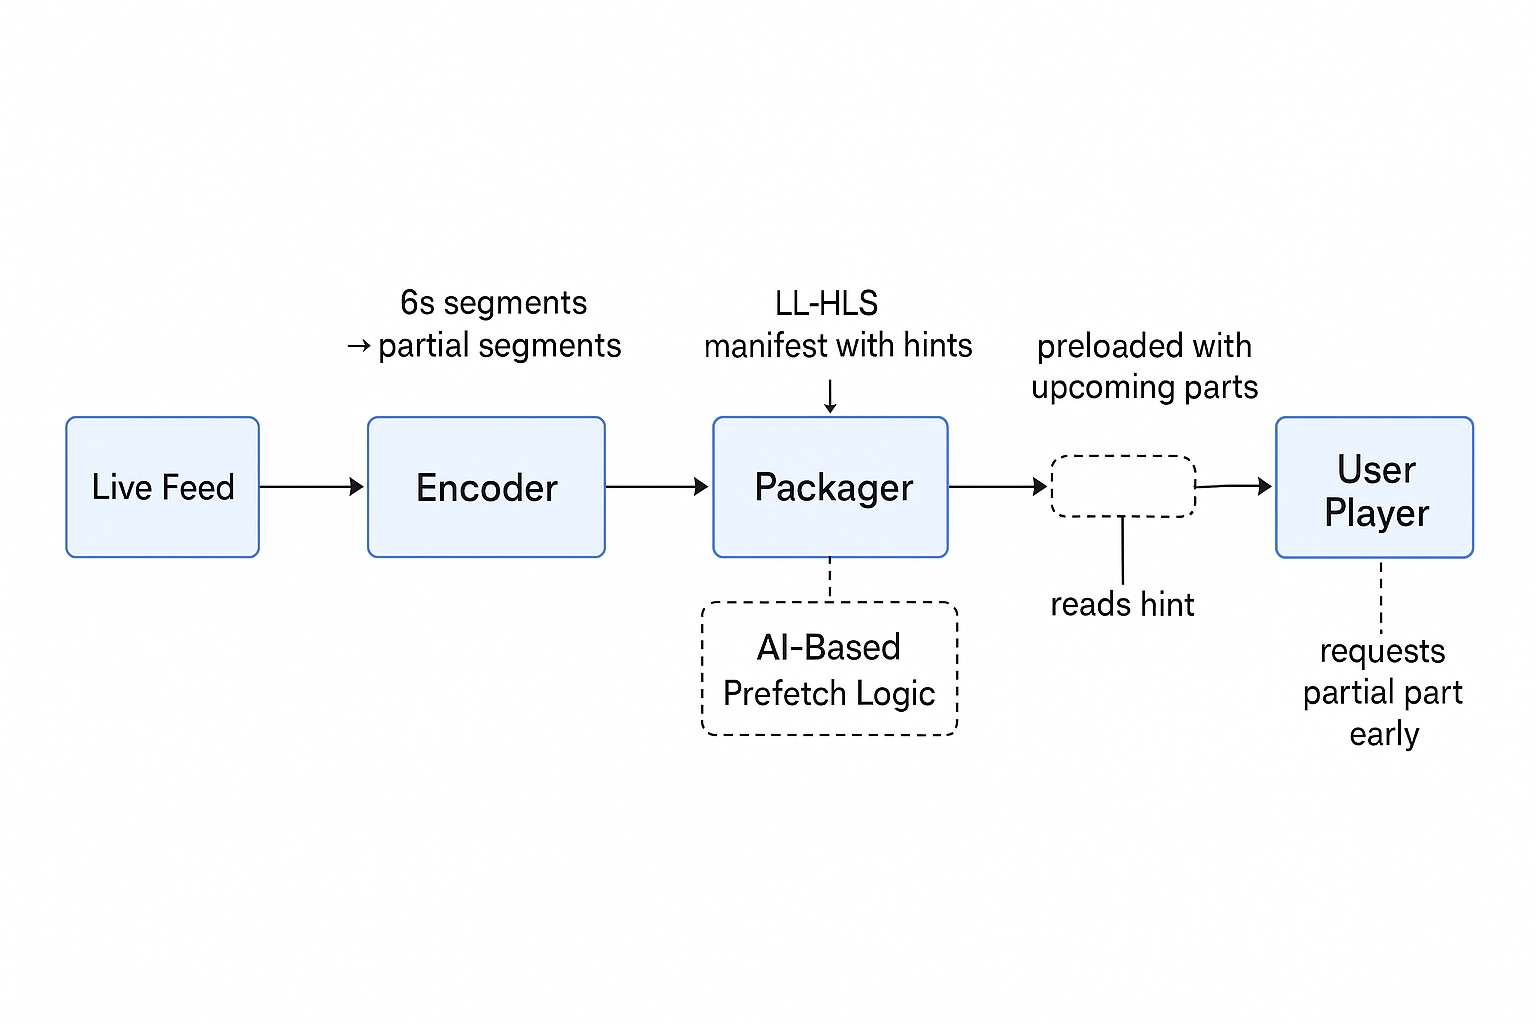 6s segments
→ partial segments
LL-HLS
manifest with hints
preloaded with
upcoming parts
Live Feed
Encoder
Packager
User
Player
reads hint
AI-Based
Prefetch Logic
requests
partial part
early